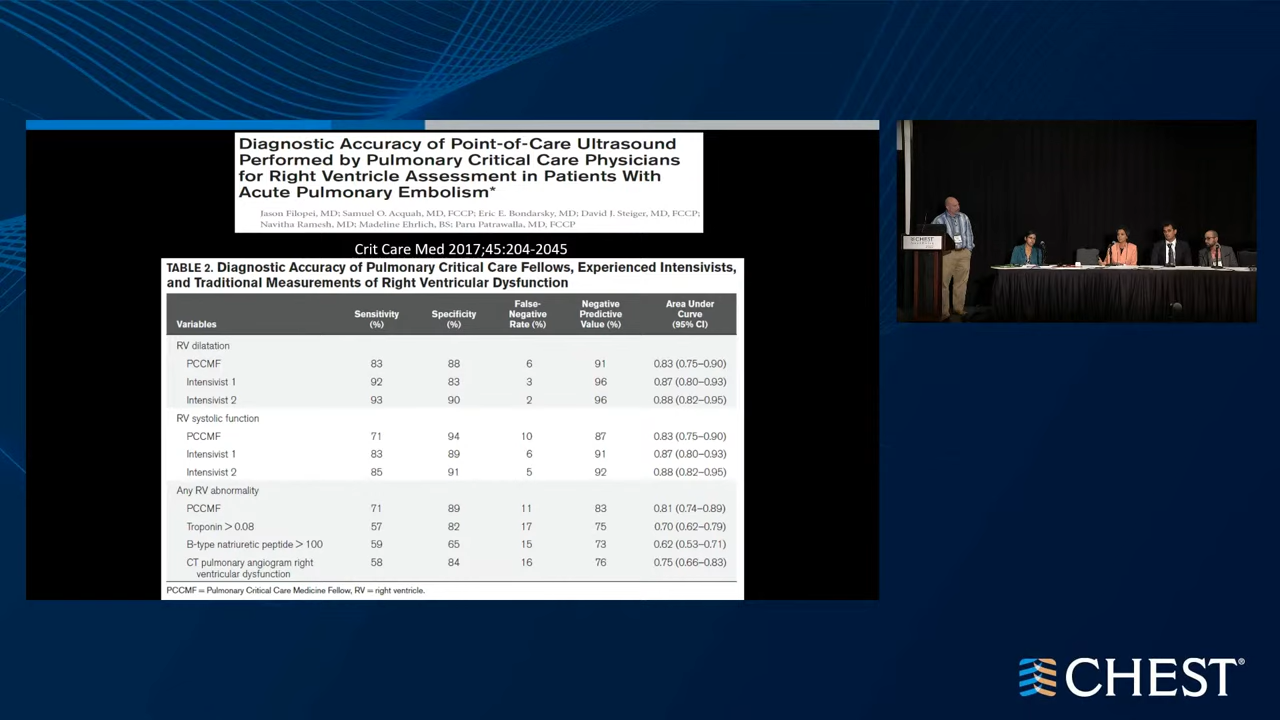 Diagnostic Accuracy of Point-of-Care Ultrasound
Performed by Pulmonary Critical Care Physicians
for Right Ventricle Assessment in Patients With
Acute Pulmonary Embolism*
Jason Filopei, MD; Samuel O. Acquah, MD, FCCP; Eric E. Bondarsky, MD; David J. Steiger, MD, FCCP;
Navitha Ramesh, MD; Madeline Ehrlich, BS; Paru Patrawalla, MD, FCCP
Crit Care Med 2017;45:204-2045
TABLE 2. Diagnostic Accuracy of Pulmonary Critical Care Fellows, Experienced Intensivists,
and Traditional Measurements of Right Ventricular Dysfunction
Variables Sensitivity (%) Specificity (%) False-Negative Rate (%) Negative Predictive Value (%) Area Under Curve (95% CI)
RV dilatation
PCCMF 83 88 6 91 0.83 (0.75–0.90)
Intensivist 1 92 83 3 96 0.87 (0.80–0.93)
Intensivist 2 93 90 2 96 0.88 (0.82–0.95)
RV systolic function
PCCMF 71 94 10 87 0.83 (0.75–0.90)
Intensivist 1 83 89 6 91 0.87 (0.80–0.93)
Intensivist 2 85 91 5 92 0.88 (0.82–0.95)
Any RV abnormality
PCCMF 71 89 11 83 0.81 (0.74–0.89)
Troponin > 0.08 57 82 17 75 0.70 (0.62–0.79)
B-type natriuretic peptide > 100 59 65 15 73 0.62 (0.53–0.71)
CT pulmonary angiogram right 58 84 16 76 0.75 (0.66–0.83)
ventricular dysfunction
PCCMF = Pulmonary Critical Care Medicine Fellow, RV = right ventricle.
CHEST
CHEST®